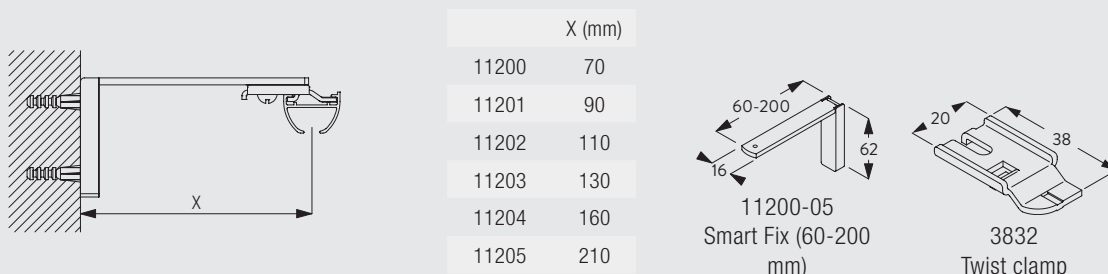 X
X (mm)
11200 70
11201 90
11202 110
11203 130
11204 160
11205 210
60-200
16
62
11200-05
Smart Fix (60-200
mm)
20
38
3832
Twist clamp